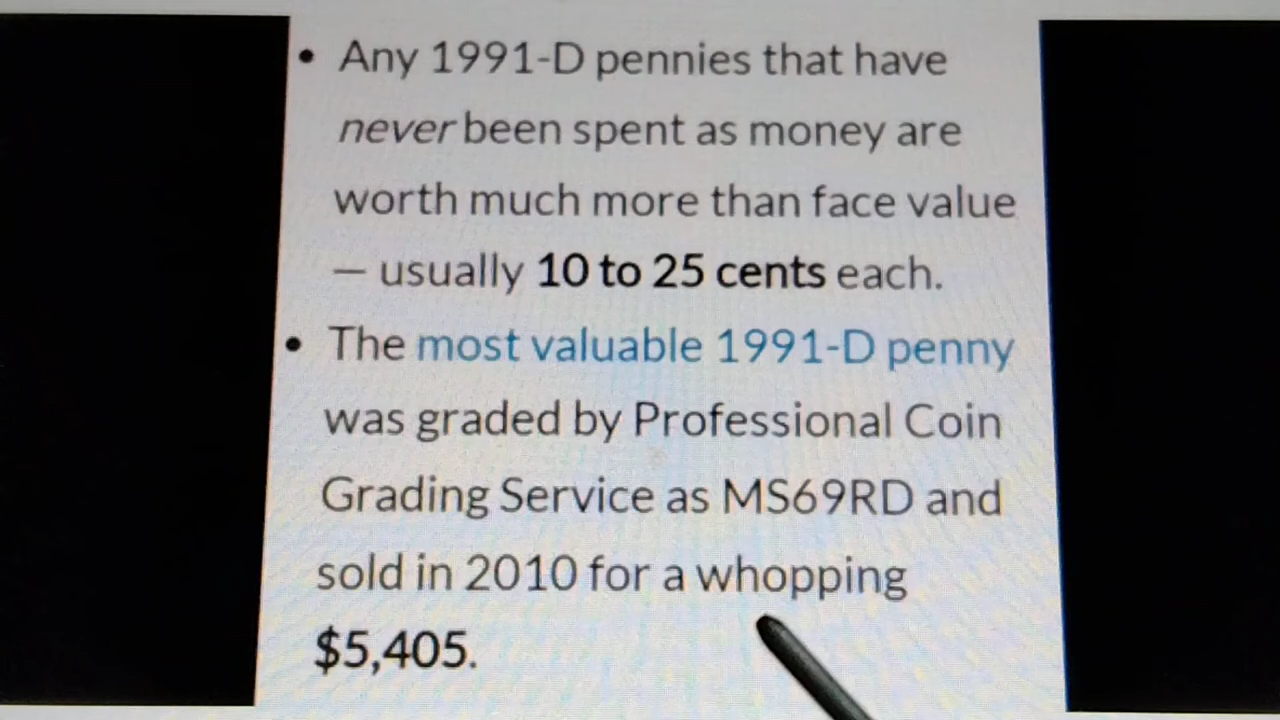 • Any 1991-D pennies that have
never been spent as money are
worth much more than face value
— usually 10 to 25 cents each.
• The most valuable 1991-D penny
was graded by Professional Coin
Grading Service as MS69RD and
sold in 2010 for a whopping
$5,405.